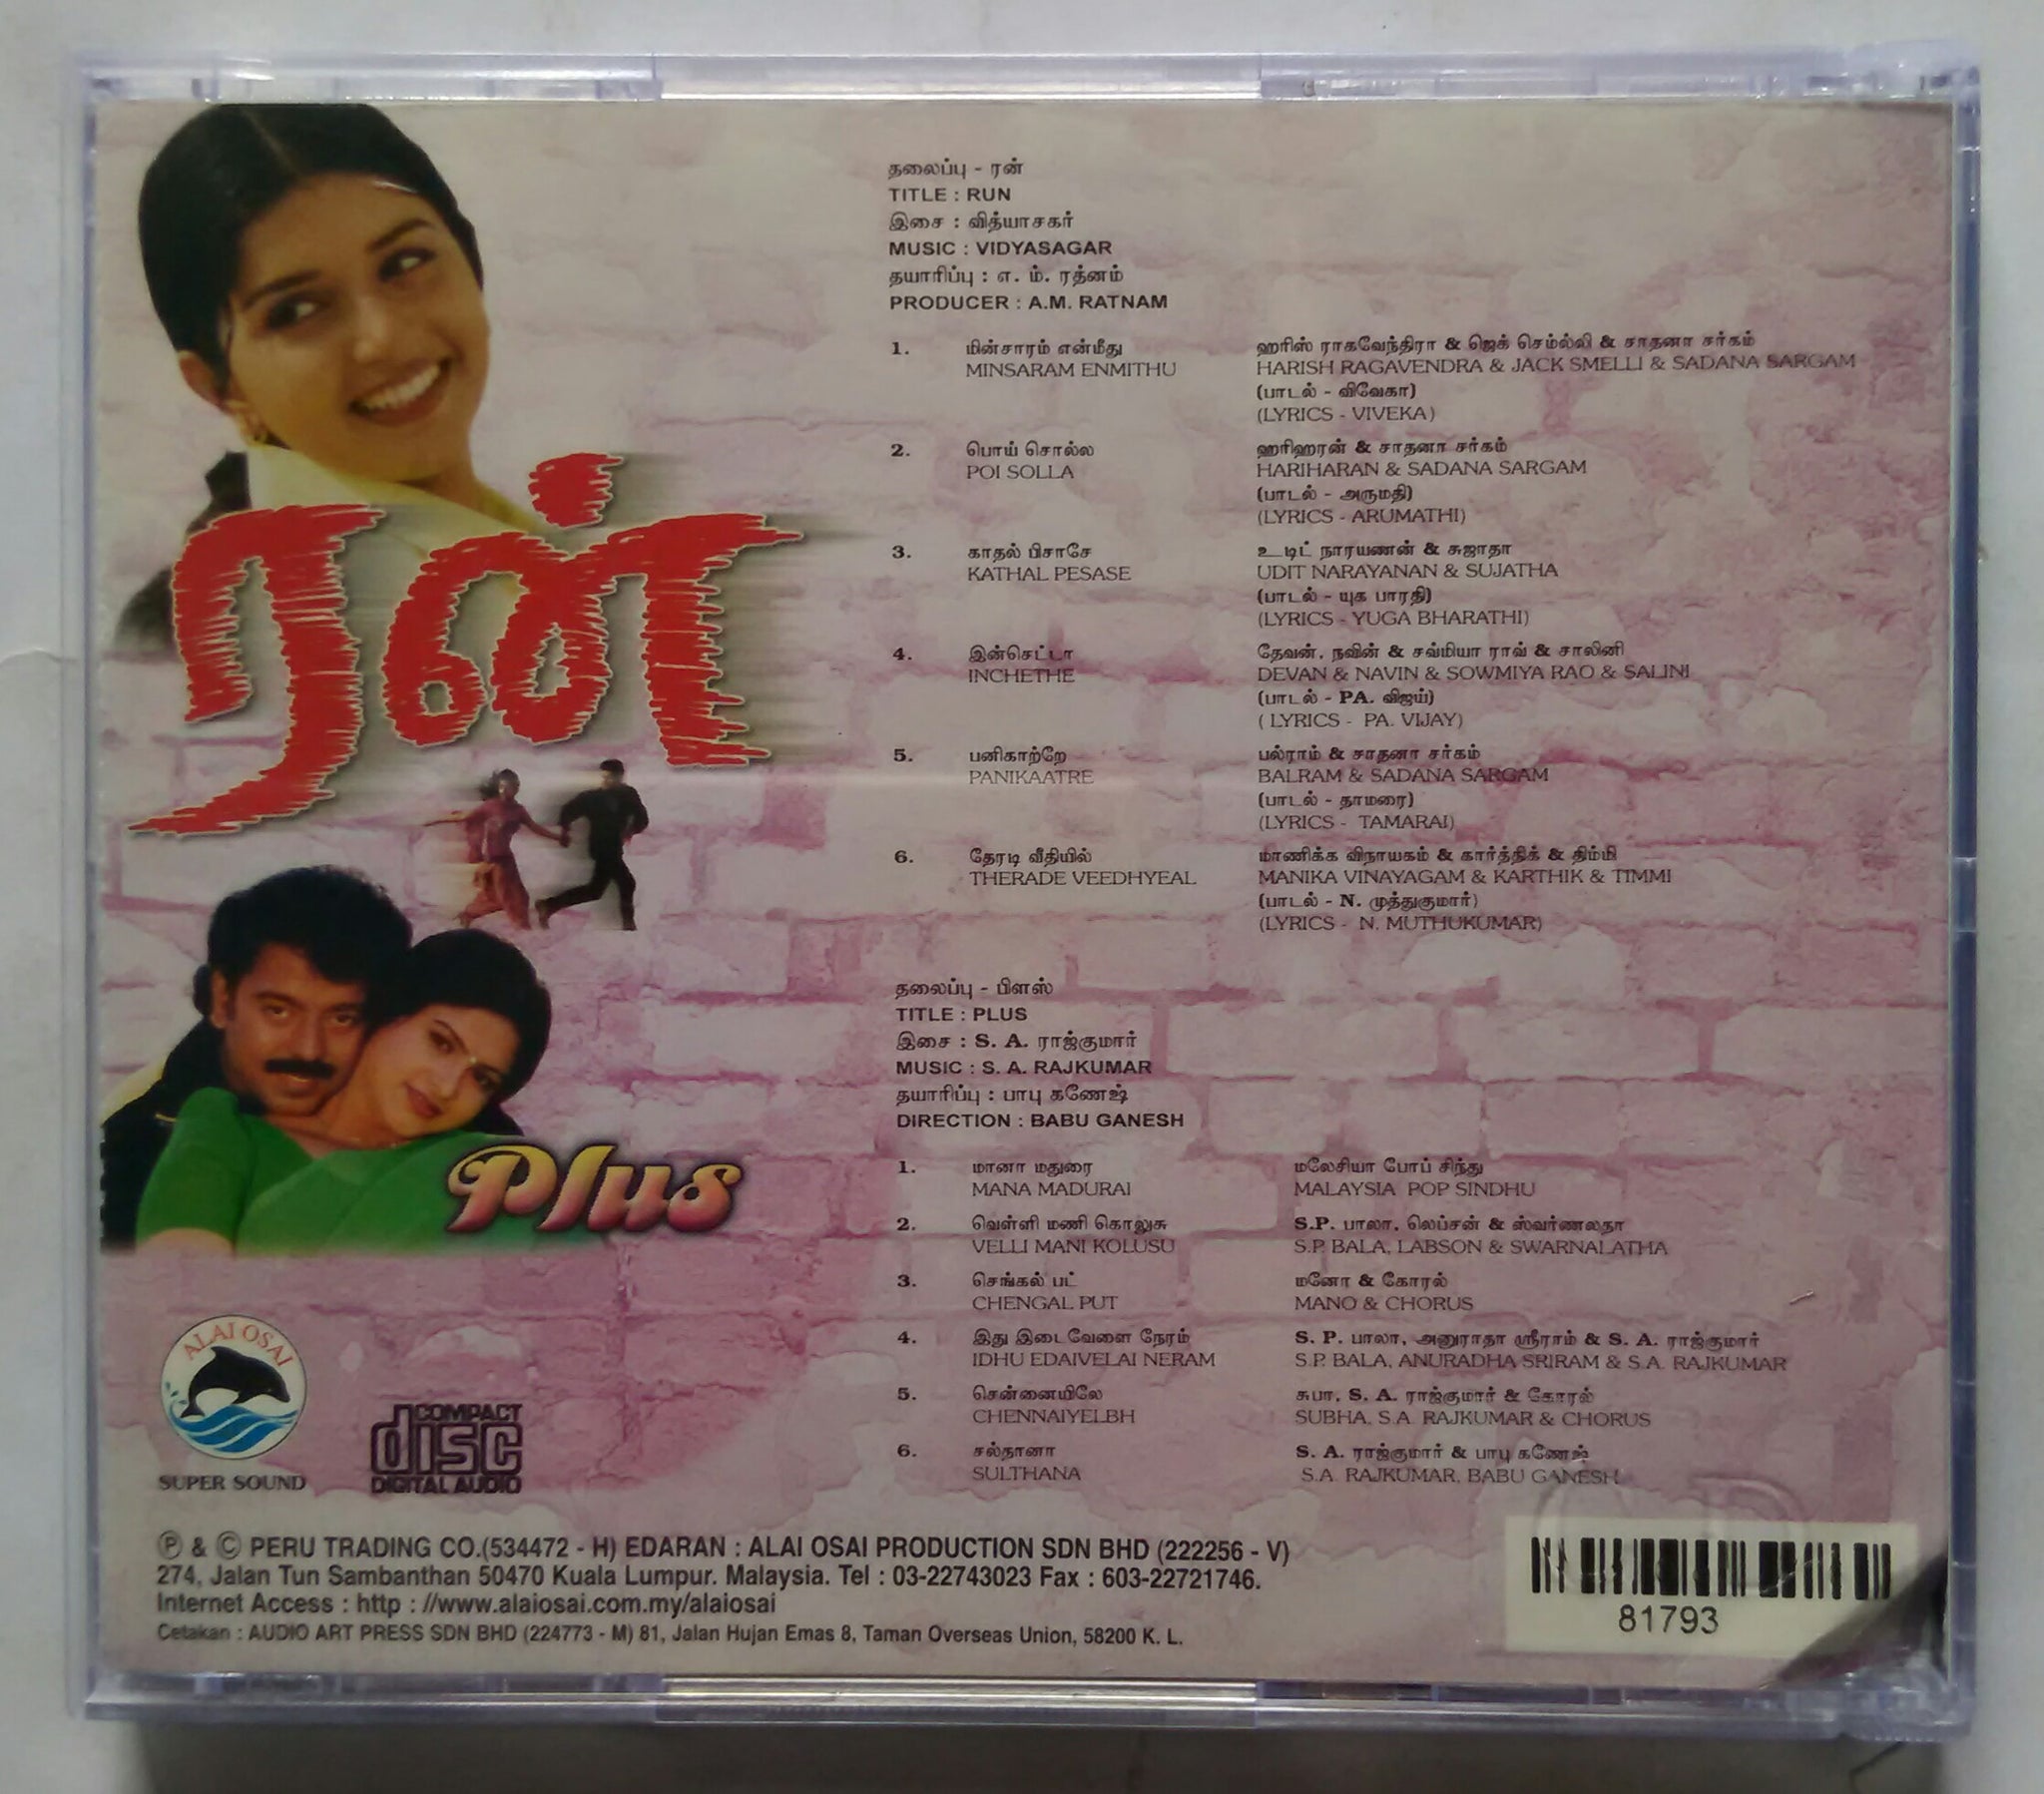 ரன்
Plus
தலைப்பு - ரன்
TITLE : RUN
இசை : வித்யாசகர்
MUSIC : VIDYASAGAR
தயாரிப்பு : எ. ம். ரத்னம்
PRODUCER : A.M. RATNAM
1. மின்சாரம் என்மீது ஹரிஸ் ராகவேந்திரா & ஜெக் செம்ல்லி & சாதனா சர்கம்
MINSARAM ENMITHU HARISH RAGAVENDRA & JACK SMELLI & SADANA SARGAM
(பாடல் - விவேகா)
(LYRICS - VIVEKA)
2. பொய் சொல்ல ஹரிஹரன் & சாதனா சர்கம்
POI SOLLA HARIHARAN & SADANA SARGAM
(பாடல் - அருமதி)
(LYRICS - ARUMATHI)
3. காதல் பிசாசே உடிட் நாரயணன் & சுஜாதா
KATHAL PESASE UDIT NARAYANAN & SUJATHA
(பாடல் - யுக பாரதி)
(LYRICS - YUGA BHARATHI)
4. இன்செட்டா தேவன், நவின் & சவ்மியா ராவ் & சாலினி
INCHETHE DEVAN & NAVIN & SOWMIYA RAO & SALINI
(பாடல் - PA. விஜய்)
( LYRICS - PA. VIJAY)
5. பனிகாற்றே பல்ராம் & சாதனா சர்கம்
PANIKAATRE BALRAM & SADANA SARGAM
(பாடல் - தாமரை)
(LYRICS - TAMARAI)
6. தேரடி வீதியில் மாணிக்க விநாயகம் & கார்த்திக் & திம்மி
THERADE VEEDHYEAL MANIKA VINAYAGAM & KARTHIK & TIMMI
(பாடல் - N. முத்துகுமார்)
(LYRICS - N. MUTHUKUMAR)
தலைப்பு - பிளஸ்
TITLE : PLUS
இசை : S. A. ராஜ்குமார்
MUSIC : S. A. RAJKUMAR
தயாரிப்பு : பாபு கணேஷ்
DIRECTION : BABU GANESH
1. மானா மதுரை மலேசியா போப் சிந்து
MANA MADURAI MALAYSIA POP SINDHU
2. வெள்ளி மணி கொலுசு S.P. பாலா, லெப்சன் & ஸ்வர்ணலதா
VELLI MANI KOLUSU S.P. BALA, LABSON & SWARNALATHA
3. செங்கல் பட் மனோ & கோரல்
CHENGAL PUT MANO & CHORUS
4. இது இடைவேளை நேரம் S. P. பாலா, அனுராதா ஸ்ரீராம் & S. A. ராஜ்குமார்
IDHU EDAIVELAI NERAM S.P. BALA, ANURADHA SRIRAM & S.A. RAJKUMAR
5. சென்னையிலே சுபா, S. A. ராஜ்குமார் & கோரல்
CHENNAIYELBH SUBHA, S.A. RAJKUMAR & CHORUS
6. சல்தானா S. A. ராஜ்குமார் & பாபு கணேஷ்
SULTHANA S.A. RAJKUMAR, BABU GANESH
ALAI OSAI
SUPER SOUND
COMPACT
disc
DIGITAL AUDIO
Ⓟ & © PERU TRADING CO.(534472 - H) EDARAN : ALAI OSAI PRODUCTION SDN BHD (222256 - V)
274, Jalan Tun Sambanthan 50470 Kuala Lumpur. Malaysia. Tel : 03-22743023 Fax : 603-22721746.
Internet Access : http : //www.alaiosai.com.my/alaiosai
Cetakan : AUDIO ART PRESS SDN BHD (224773 - M) 81, Jalan Hujan Emas 8, Taman Overseas Union, 58200 K. L.
81793